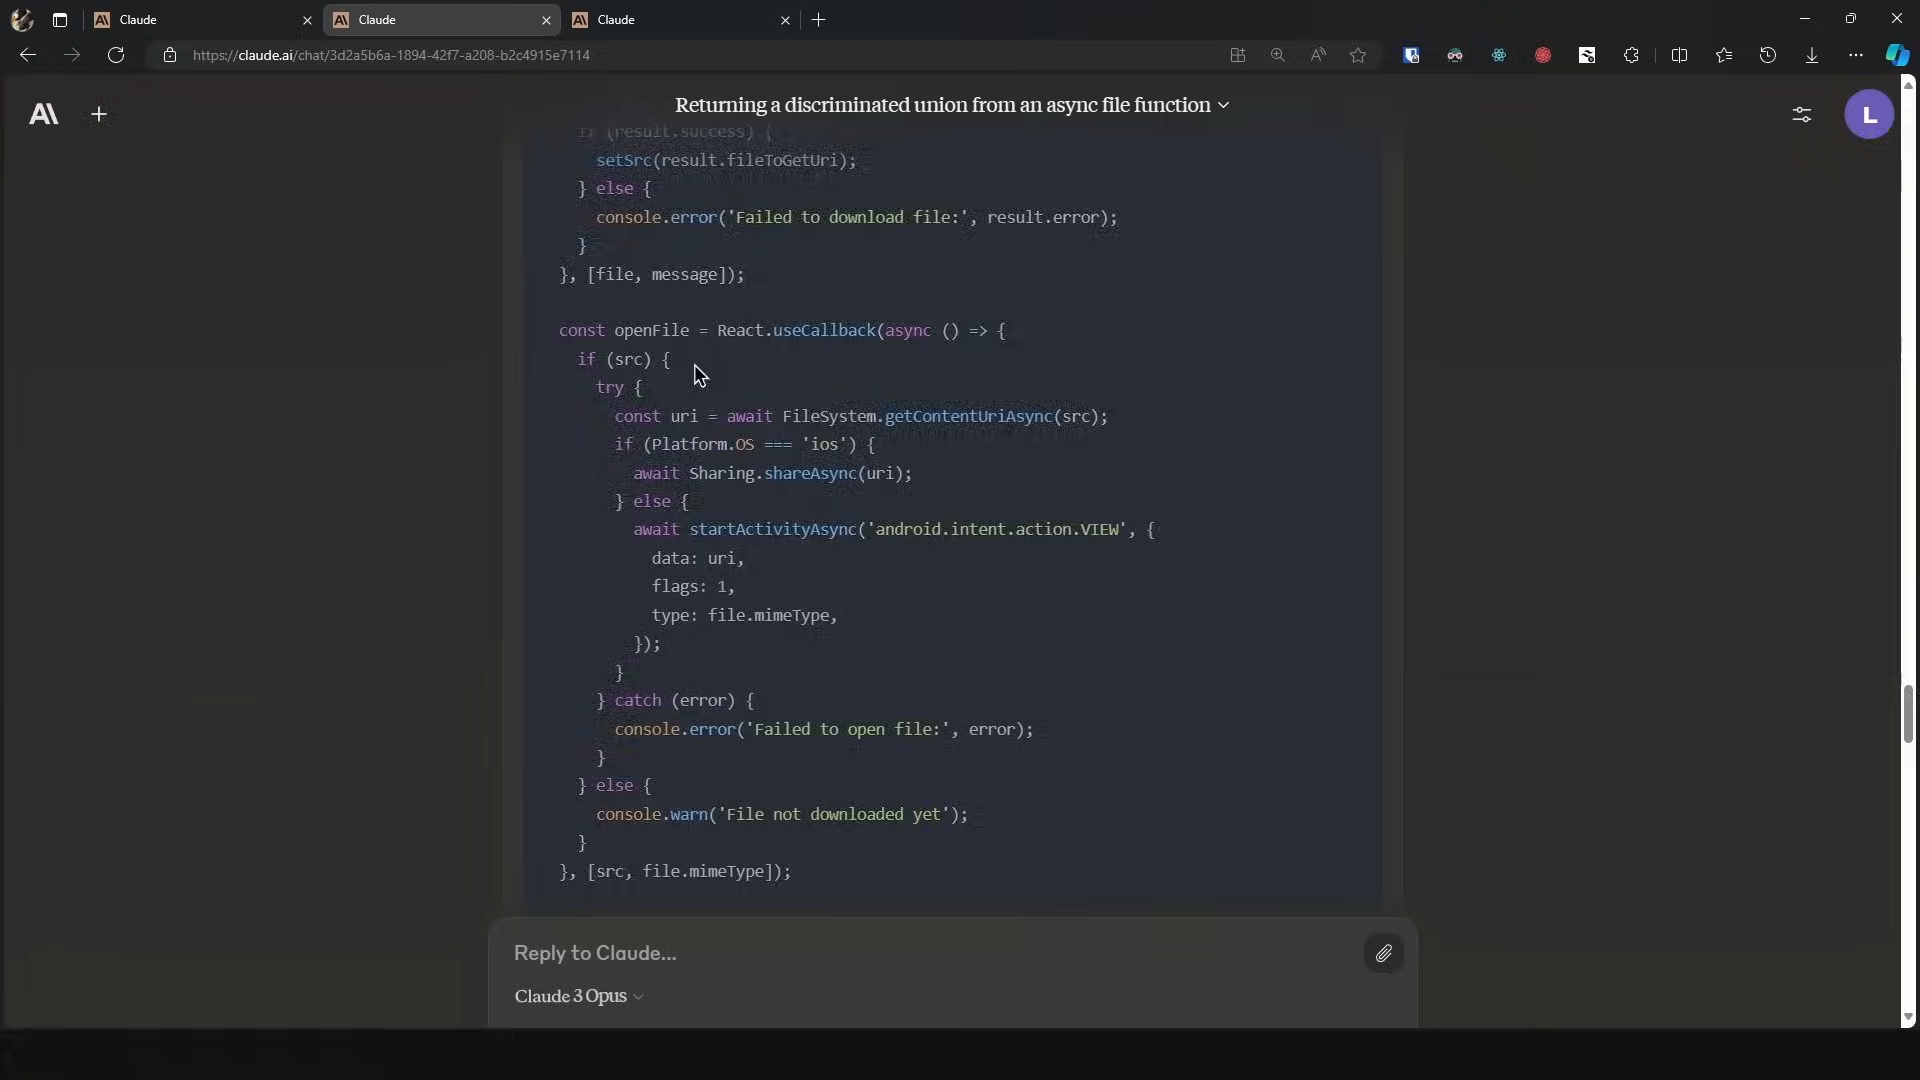 Claude
Claude
Claude
https://claude.ai/chat/3d2a5b6a-1894-42f7-a208-b2c4915e7114
Returning a discriminated union from an async file function
L
if (result.success) {
setSrc(result.fileToGetUri);
} else {
console.error('Failed to download file:', result.error);
}
}, [file, message]);
const openFile = React.useCallback(async () => {
if (src) {
try {
const uri = await FileSystem.getContentUriAsync(src);
if (Platform.OS === 'ios') {
await Sharing.shareAsync(uri);
} else {
await startActivityAsync('android.intent.action.VIEW', {
data: uri,
flags: 1,
type: file.mimeType,
});
}
} catch (error) {
console.error('Failed to open file:', error);
}
} else {
console.warn('File not downloaded yet');
}
}, [src, file.mimeType]);
Reply to Claude...
Claude 3 Opus